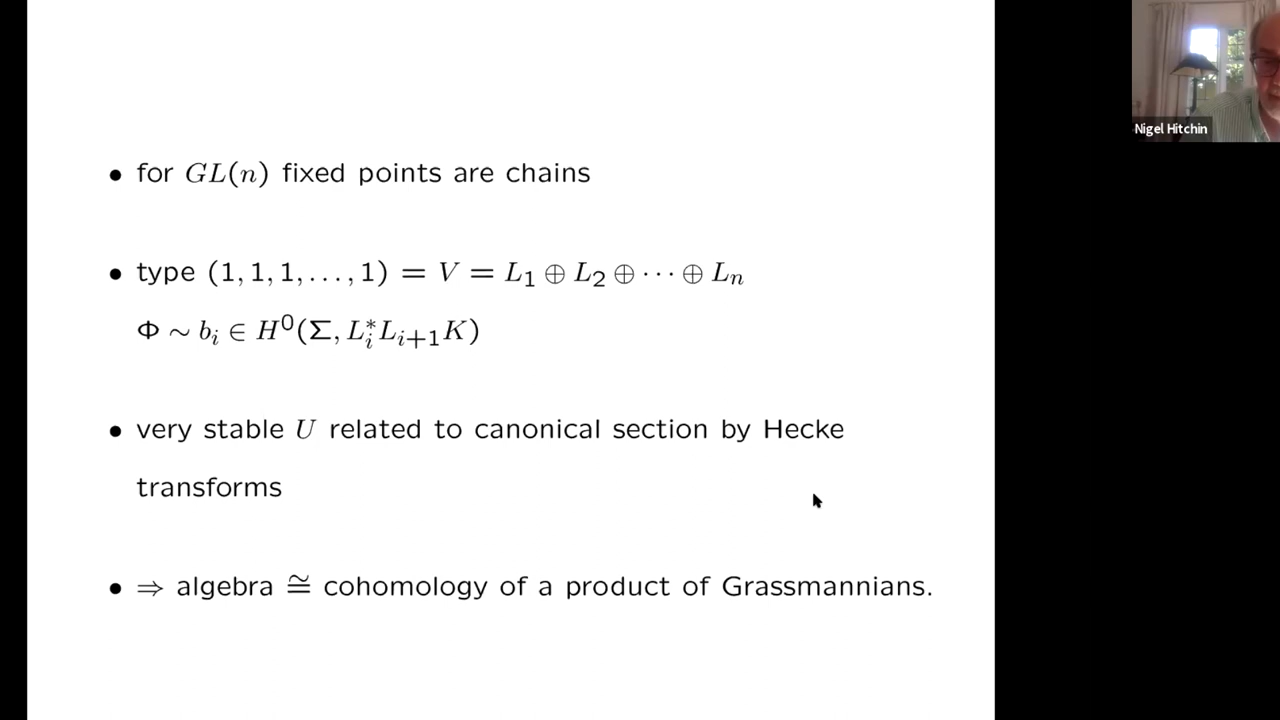 • for GL(n) fixed points are chains
• type (1, 1, 1, . . . , 1) = V = L₁ ⊕ L₂ ⊕ · · · ⊕ Lₙ
Φ ∼ bᵢ ∈ H⁰(Σ, Lᵢ*Lᵢ₊₁K)
• very stable U related to canonical section by Hecke
transforms
• ⇒ algebra ≅ cohomology of a product of Grassmannians.
Nigel Hitchin